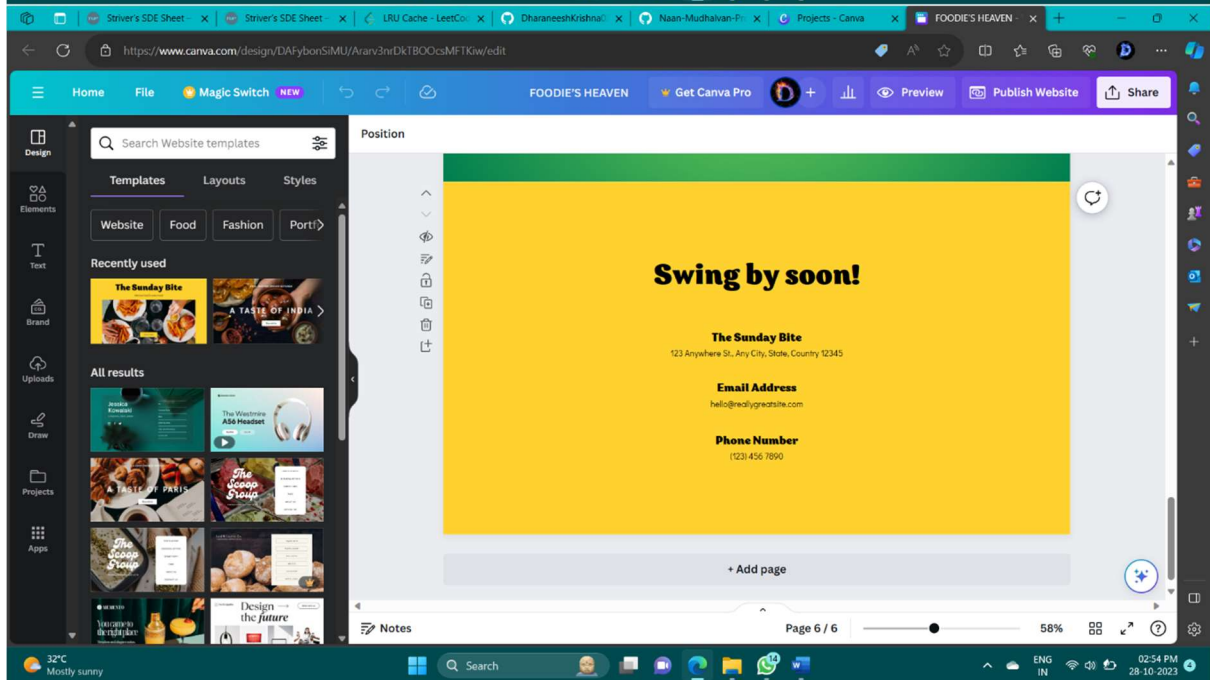 Striver's SDE Sheet -
Striver's SDE Sheet -
LRU Cache - LeetCod
DharaneeshKrishna0
Naan-Mudhalvan-Pr
Projects - Canva
FOODIE'S HEAVEN -
https://www.canva.com/design/DAFybonSiMU/Ararv3nrDkTBOOcsMFTKiw/edit
Home
File
Magic Switch NEW
FOODIE'S HEAVEN
Get Canva Pro
Preview
Publish Website
Share
Design
Elements
Text
Brand
Uploads
Draw
Projects
Apps
Search Website templates
Templates Layouts Styles
Website Food Fashion Portf
Recently used
The Sunday Bite
A TASTE OF INDIA
All results
Jessica
Kowalski
The Westmire
A56 Headset
A TASTE OF PARIS
The
Scoop
Group
The
Scoop
Group
You came to
the right place
Design
the future
Position
Swing by soon!
The Sunday Bite
123 Anywhere St., Any City, State, Country 12345
Email Address
hello@reallygreatsite.com
Phone Number
(123) 456 7890
+ Add page
Notes
Page 6 / 6
58%
32°C
Mostly sunny
Search
14
ENG
IN
02:54 PM
28-10-2023
4